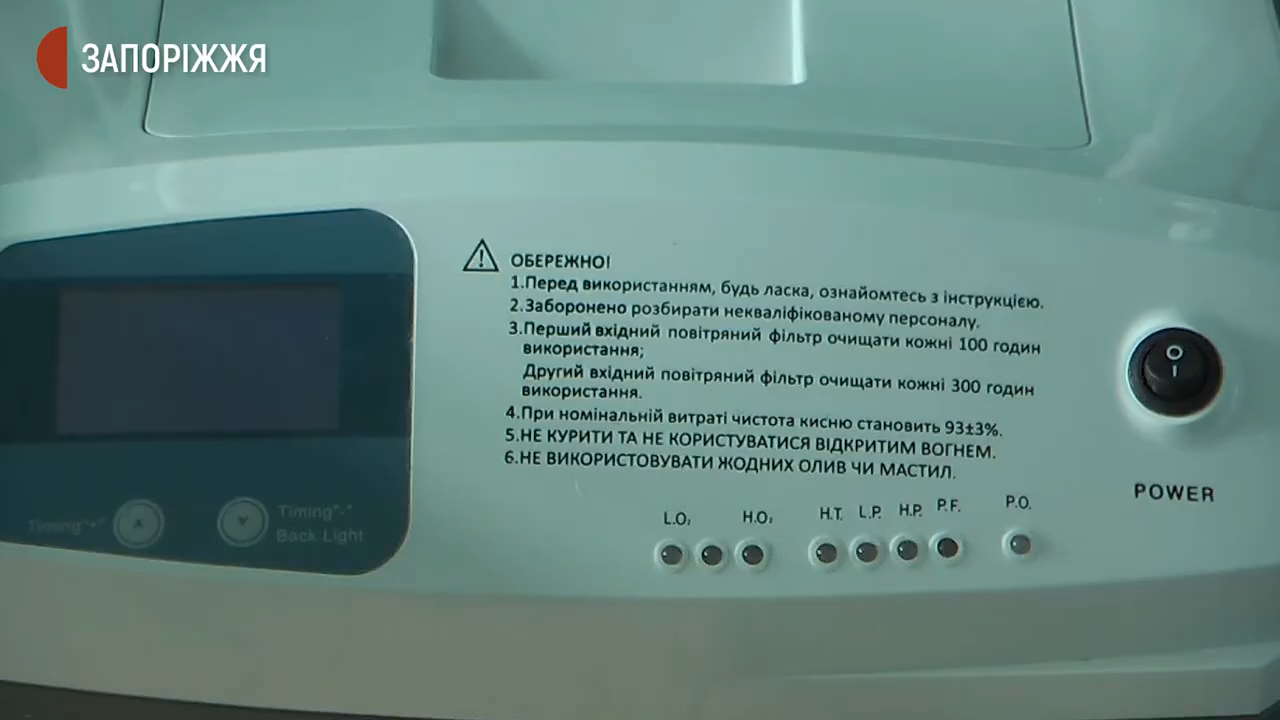 ЗАПОРІЖЖЯ
ОБЕРЕЖНО!
1.Перед використанням, будь ласка, ознайомтесь з інструкцією.
2.Заборонено розбирати некваліфікованому персоналу.
3.Перший вхідний повітряний фільтр очищати кожні 100 годин
використання;
Другий вхідний повітряний фільтр очищати кожні 300 годин
використання.
4.При номінальній витраті чистота кисню становить 93±3%.
5.НЕ КУРИТИ ТА НЕ КОРИСТУВАТИСЯ ВІДКРИТИМ ВОГНЕМ.
6.НЕ ВИКОРИСТОВУВАТИ ЖОДНИХ ОЛИВ ЧИ МАСТИЛ.
POWER
L.O₂ H.O₂ H.T. L.P. H.P. P.F. P.O.
Timing"+"
Timing"-"
Back Light